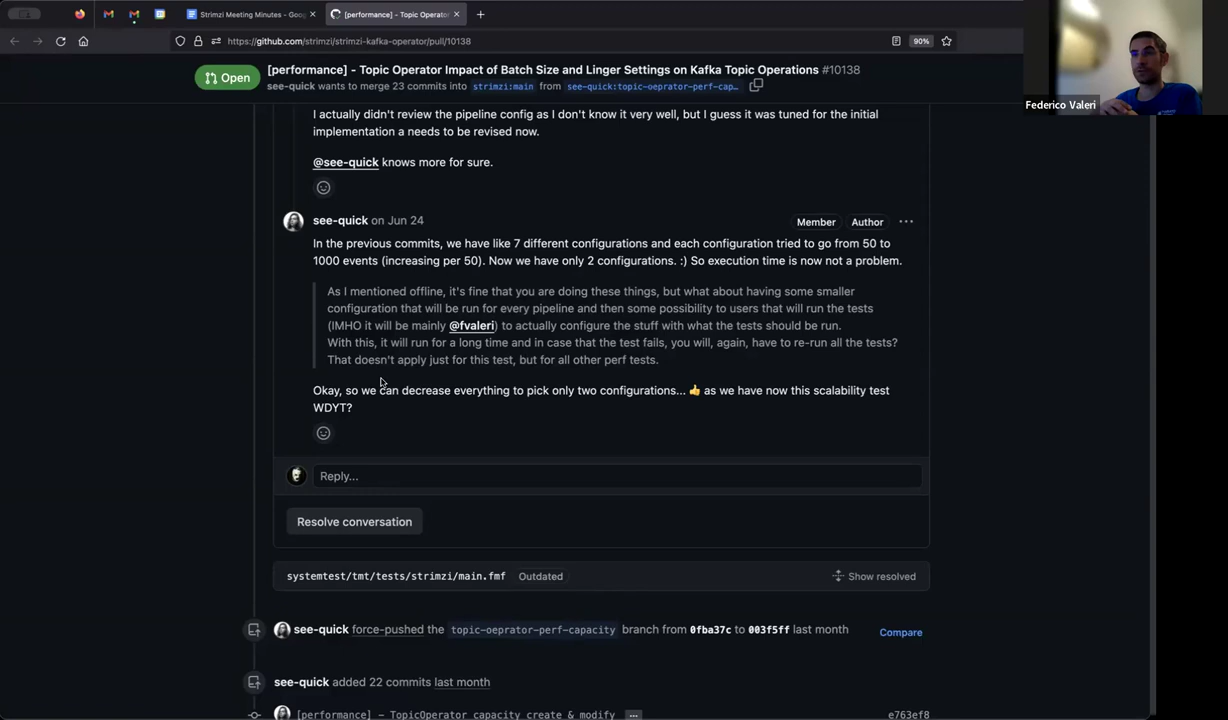 Strimzi Meeting Minutes - Goog
[performance] - Topic Operator
https://github.com/strimzi/strimzi-kafka-operator/pull/10138
90%
Federico Valeri
Open
[performance] - Topic Operator Impact of Batch Size and Linger Settings on Kafka Topic Operations #10138
see-quick wants to merge 23 commits into strimzi:main from see-quick:topic-oeprator-perf-cap…
I actually didn't review the pipeline config as I don't know it very well, but I guess it was tuned for the initial
implementation a needs to be revised now.
@see-quick knows more for sure.
see-quick on Jun 24
Member
Author
In the previous commits, we have like 7 different configurations and each configuration tried to go from 50 to
1000 events (increasing per 50). Now we have only 2 configurations. :) So execution time is now not a problem.
As I mentioned offline, it's fine that you are doing these things, but what about having some smaller
configuration that will be run for every pipeline and then some possibility to users that will run the tests
(IMHO it will be mainly @fvaleri) to actually configure the stuff with what the tests should be run.
With this, it will run for a long time and in case that the test fails, you will, again, have to re-run all the tests?
That doesn't apply just for this test, but for all other perf tests.
Okay, so we can decrease everything to pick only two configurations... 👍 as we have now this scalability test
WDYT?
Reply...
Resolve conversation
systemtest/tmt/tests/strimzi/main.fmf
Outdated
Show resolved
see-quick force-pushed the topic-oeprator-perf-capacity branch from 0fba37c to 003f5ff last month
Compare
see-quick added 22 commits last month
[performance] - TopicOperator capacity create & modify
e763ef8